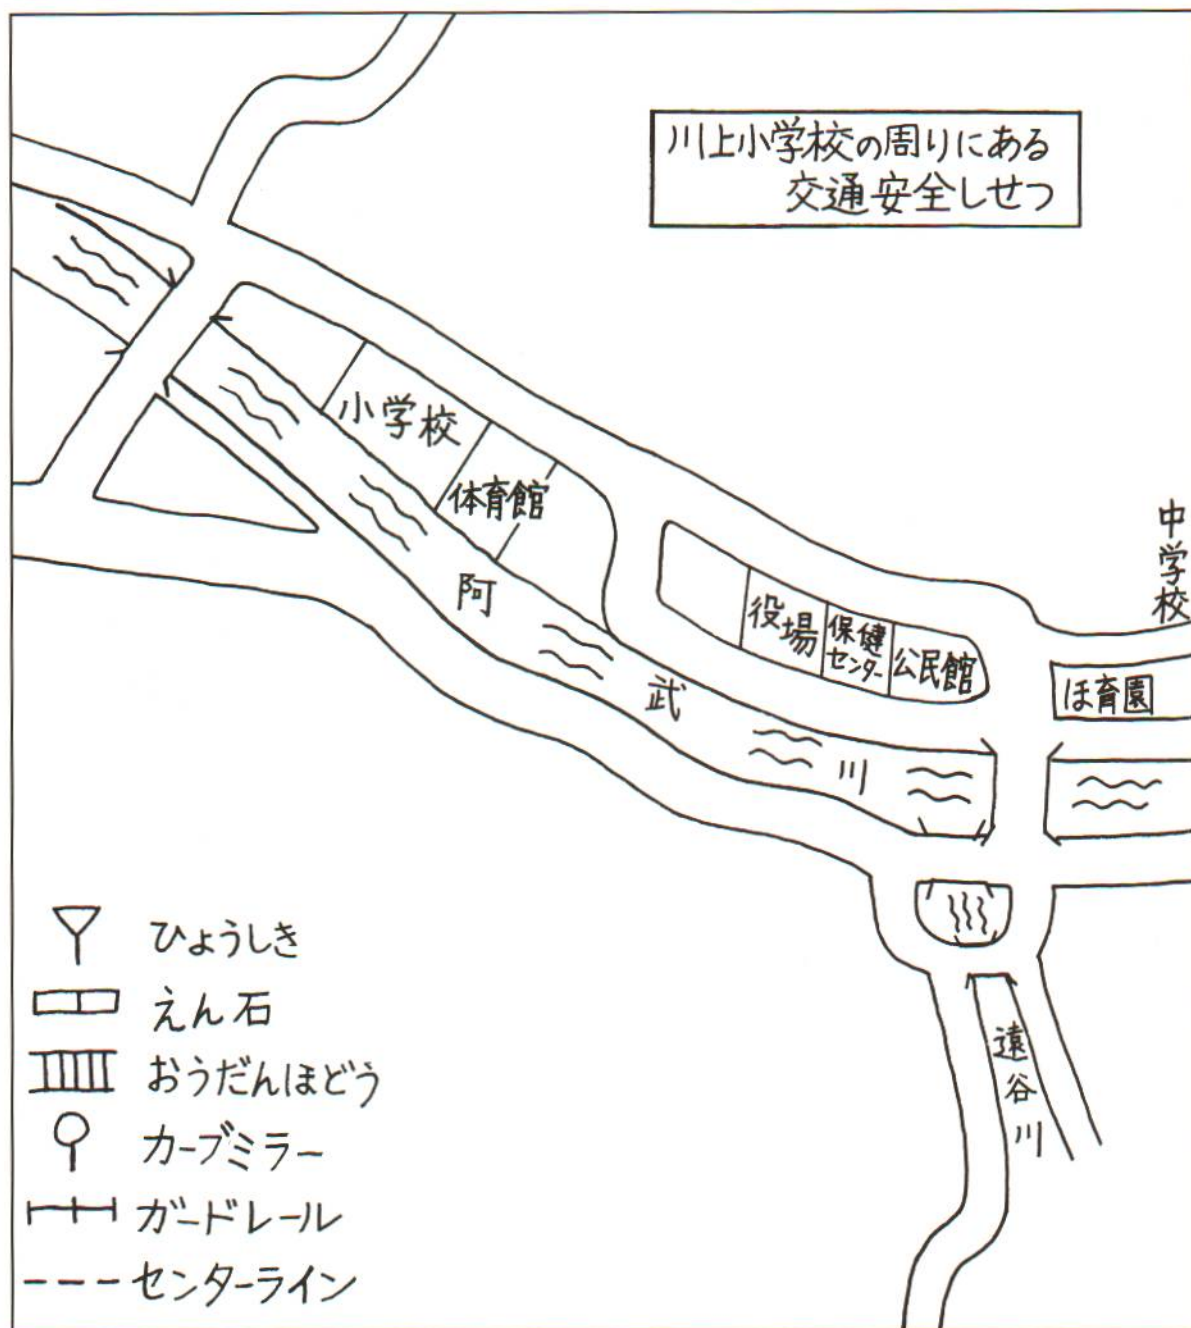 川上小学校の周りにある
交通安全しせつ
小学校
体育館
阿武川
役場
保健
センター
公民館
中学校
ほ育園
遠谷川
ひょうしき
えん石
おうだんほどう
カーブミラー
ガードレール
センターライン